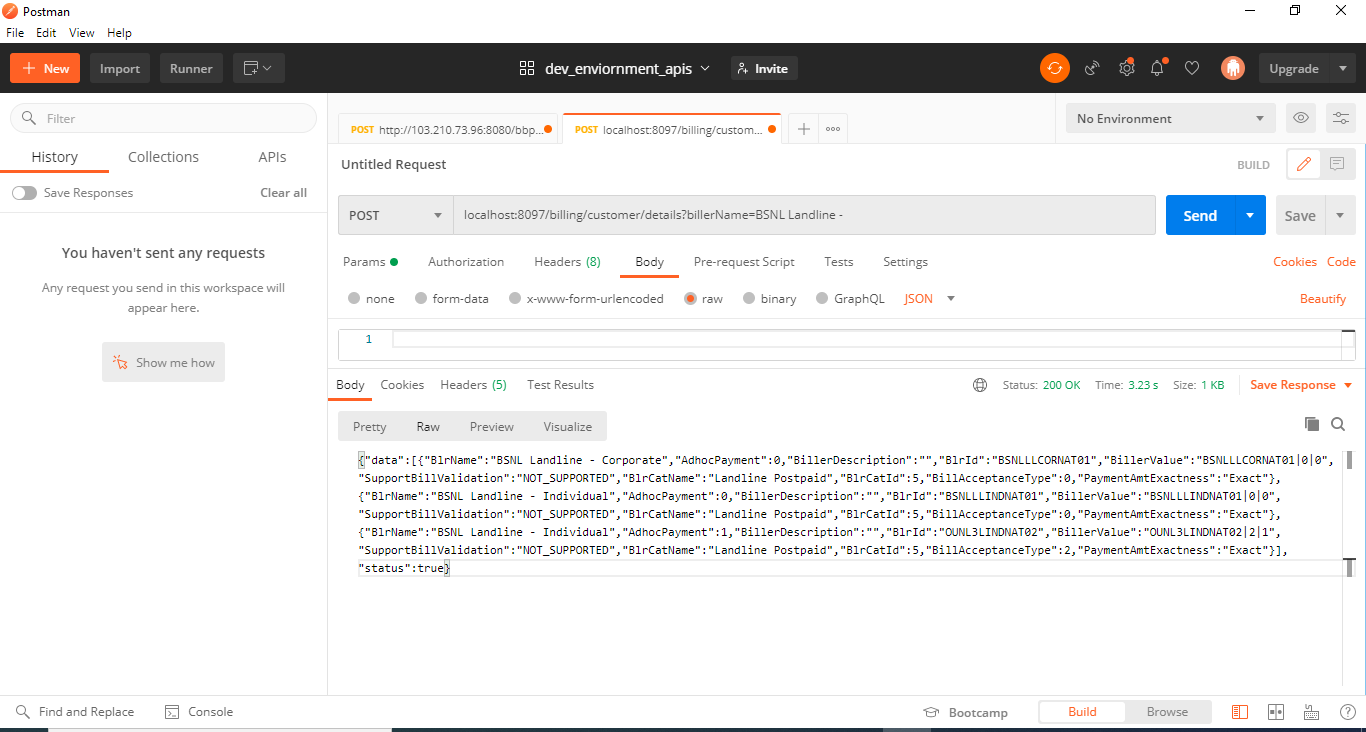 Postman
File Edit View Help
New Import Runner dev_enviornment_apis Invite Upgrade
Filter
History Collections APIs
Save Responses Clear all
You haven't sent any requests
Any request you send in this workspace will
appear here.
Show me how
POST http://103.210.73.96:8080/bbp... POST localhost:8097/billing/custom... No Environment
Untitled Request BUILD
POST localhost:8097/billing/customer/details?billerName=BSNL Landline - Send Save
Params Authorization Headers (8) Body Pre-request Script Tests Settings Cookies Code
none form-data x-www-form-urlencoded raw binary GraphQL JSON Beautify
1
Body Cookies Headers (5) Test Results Status: 200 OK Time: 3.23 s Size: 1 KB Save Response
Pretty Raw Preview Visualize
{"data":[{"BlrName":"BSNL Landline - Corporate","AdhocPayment":0,"BillerDescription":"","BlrId":"BSNLLLCORNAT01","BillerValue":"BSNLLLCORNAT01|0|0",
"SupportBillValidation":"NOT_SUPPORTED","BlrCatName":"Landline Postpaid","BlrCatId":5,"BillAcceptanceType":0,"PaymentAmtExactness":"Exact"},
{"BlrName":"BSNL Landline - Individual","AdhocPayment":0,"BillerDescription":"","BlrId":"BSNLLLINDNAT01","BillerValue":"BSNLLLINDNAT01|0|0",
"SupportBillValidation":"NOT_SUPPORTED","BlrCatName":"Landline Postpaid","BlrCatId":5,"BillAcceptanceType":0,"PaymentAmtExactness":"Exact"},
{"BlrName":"BSNL Landline - Individual","AdhocPayment":1,"BillerDescription":"","BlrId":"OUNL3LINDNAT02","BillerValue":"OUNL3LINDNAT02|2|1",
"SupportBillValidation":"NOT_SUPPORTED","BlrCatName":"Landline Postpaid","BlrCatId":5,"BillAcceptanceType":2,"PaymentAmtExactness":"Exact"}],
"status":true}
Find and Replace Console Bootcamp Build Browse